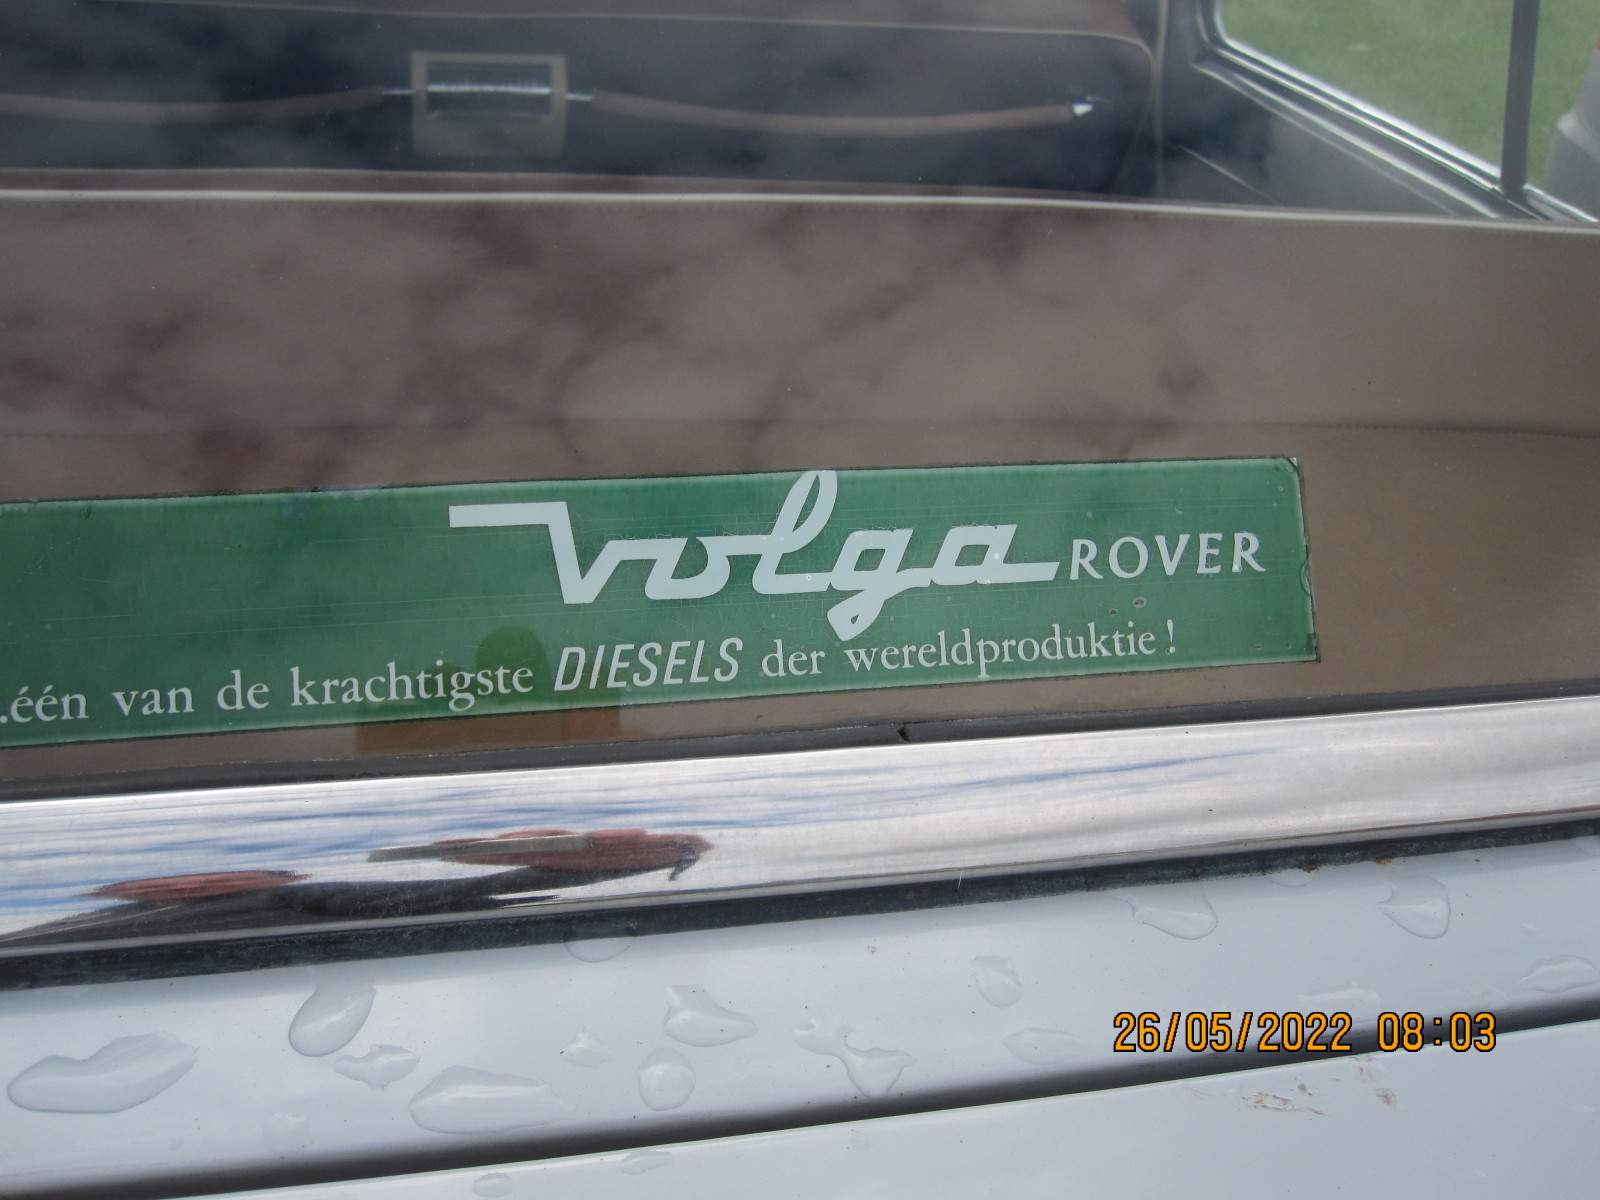 Volga ROVER
..één van de krachtigste DIESELS der wereldproduktie!
26/05/2022 08:03